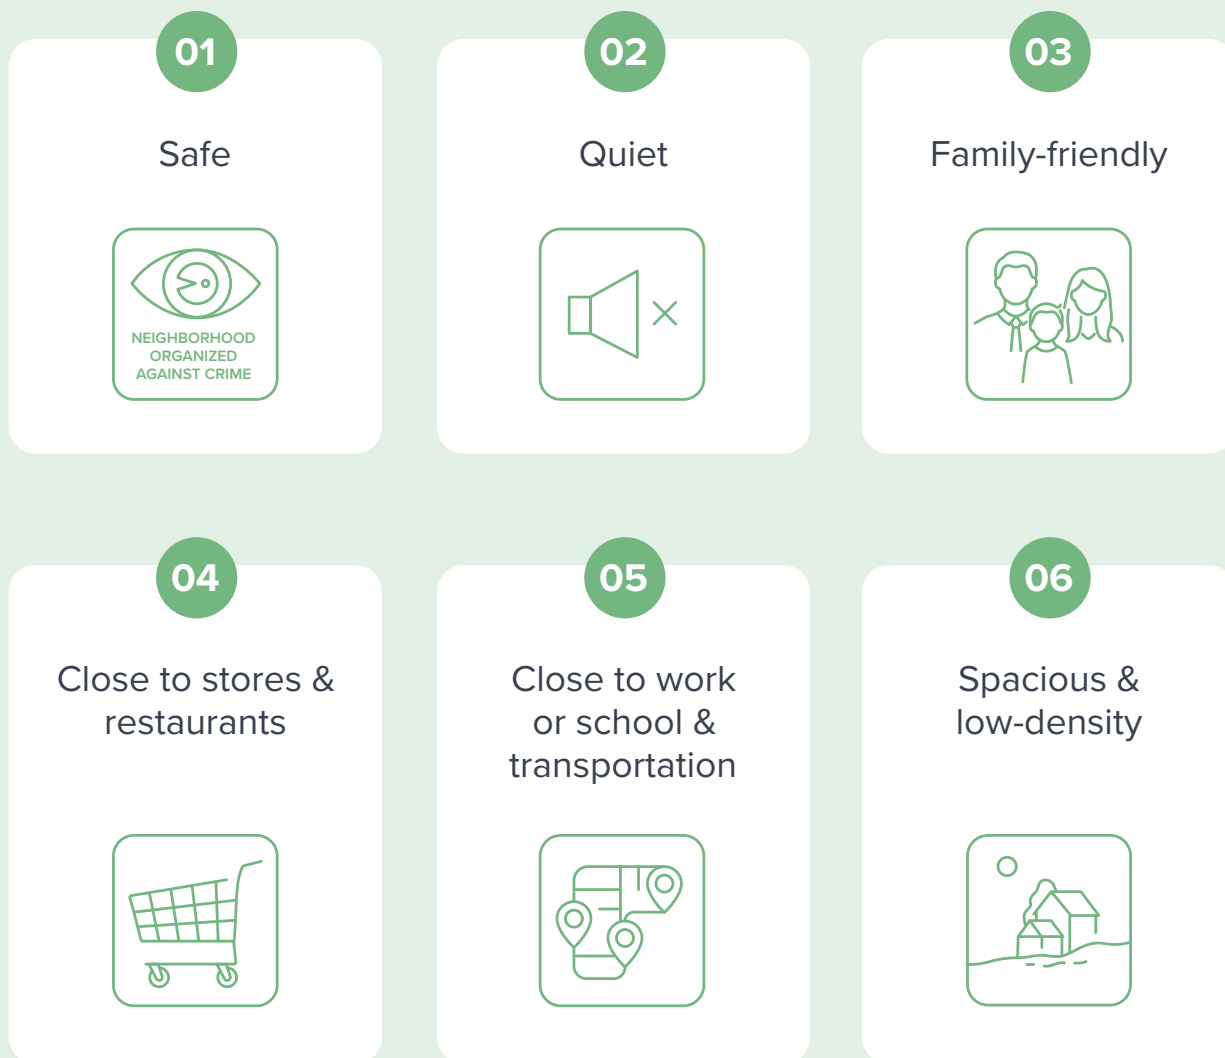 01
Safe
NEIGHBORHOOD
ORGANIZED
AGAINST CRIME
02
Quiet
03
Family-friendly
04
Close to stores &
restaurants
05
Close to work
or school &
transportation
06
Spacious &
low-density